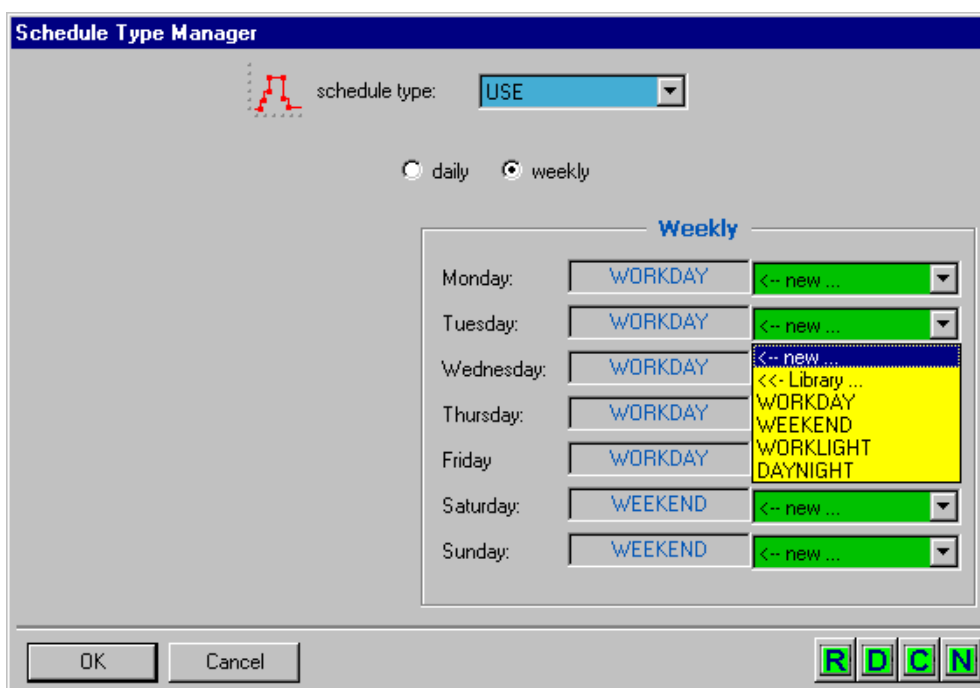 Schedule Type Manager
schedule type: USE
daily weekly
Weekly
Monday: WORKDAY <-- new ...
Tuesday: WORKDAY <-- new ...
<-- new ...
Wednesday: WORKDAY
<<- Library ...
WORKDAY
Thursday: WORKDAY
WEEKEND
WORKLIGHT
Friday WORKDAY
DAYNIGHT
Saturday: WEEKEND <-- new ...
Sunday: WEEKEND <-- new ...
OK Cancel R D C N